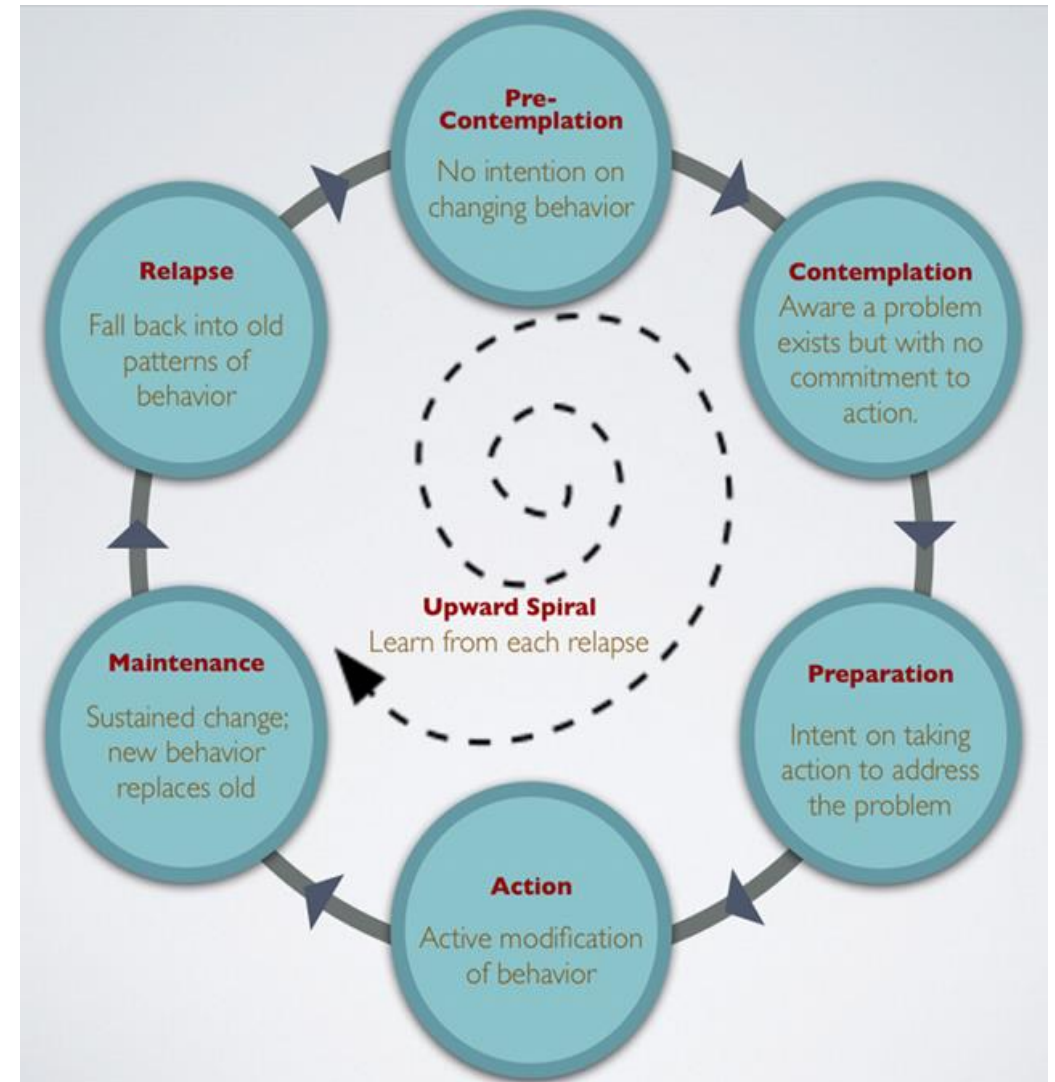 Pre-
Contemplation
No intention on
changing behavior
Contemplation
Aware a problem
exists but with no
commitment to
action.
Preparation
Intent on taking
action to address
the problem
Action
Active modification
of behavior
Maintenance
Sustained change;
new behavior
replaces old
Relapse
Fall back into old
patterns of
behavior
Upward Spiral
Learn from each relapse